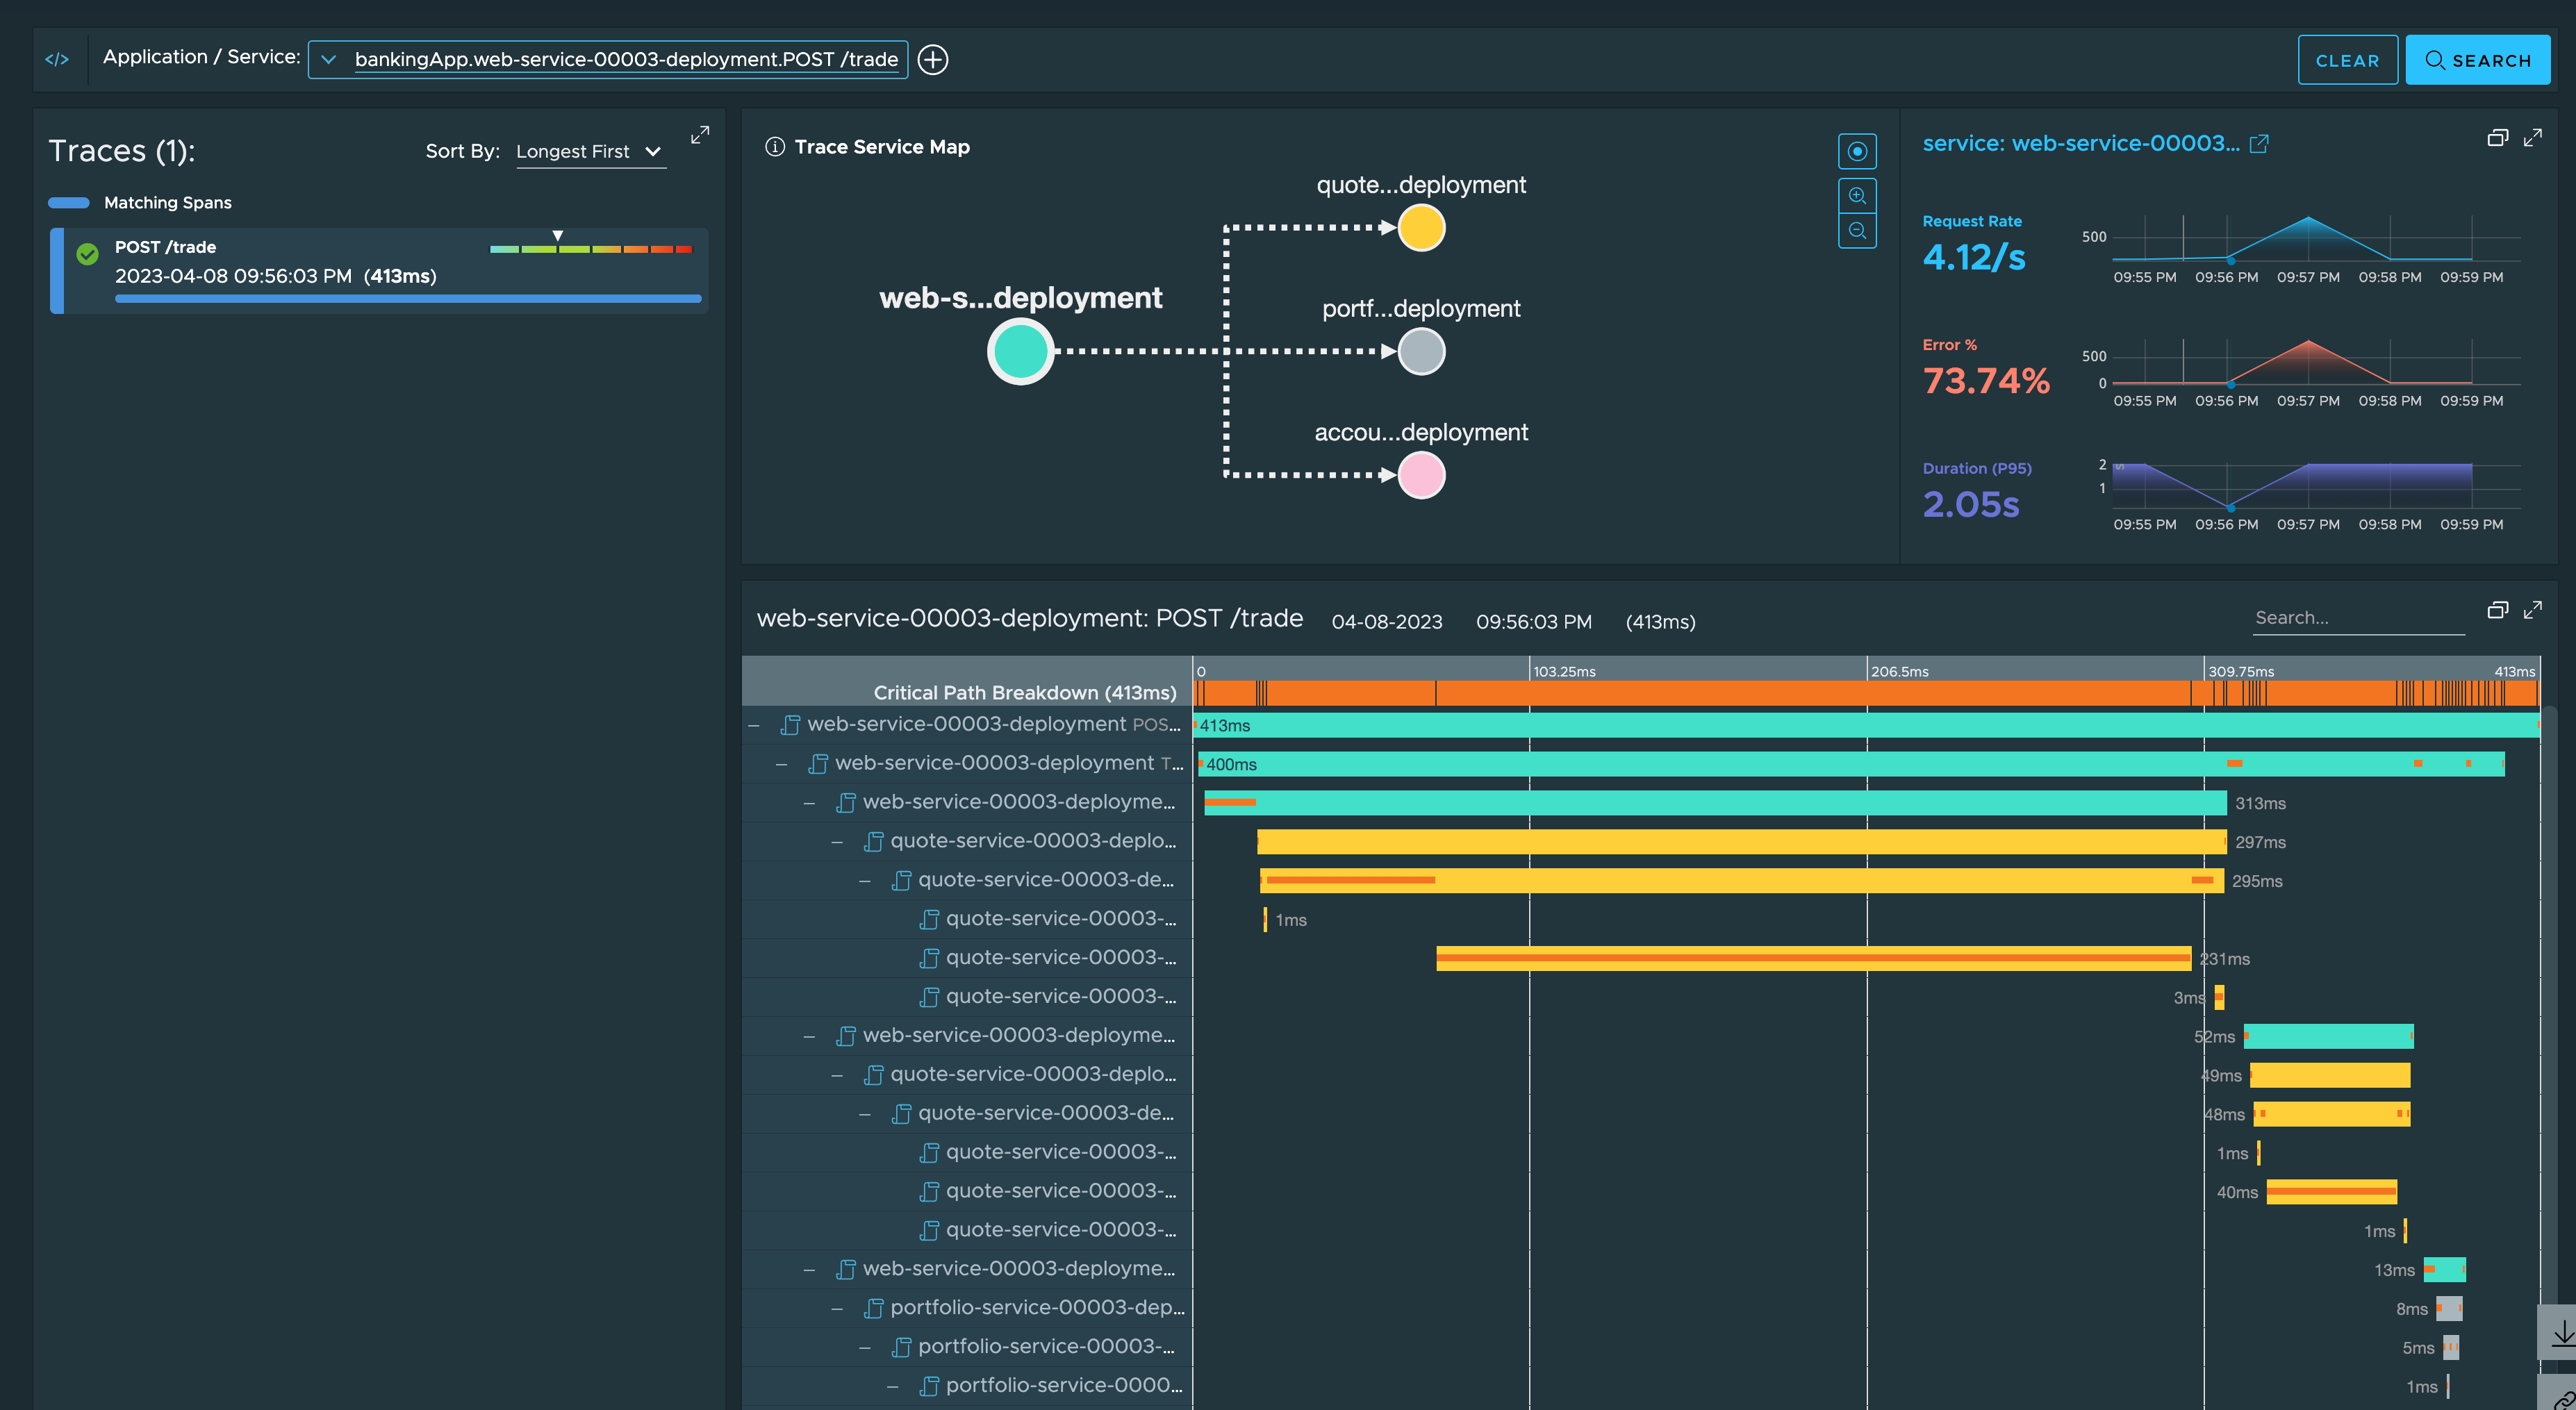 </> Application / Service: bankingApp.web-service-00003-deployment.POST /trade CLEAR SEARCH
Traces (1):
Sort By: Longest First
Matching Spans
POST /trade
2023-04-08 09:56:03 PM (413ms)
Trace Service Map
quote...deployment
web-s...deployment
portf...deployment
accou...deployment
service: web-service-00003...
Request Rate
4.12/s
500
09:55 PM 09:56 PM 09:57 PM 09:58 PM 09:59 PM
Error %
73.74%
500
0
09:55 PM 09:56 PM 09:57 PM 09:58 PM 09:59 PM
Duration (P95)
2.05s
2
s
1
09:55 PM 09:56 PM 09:57 PM 09:58 PM 09:59 PM
web-service-00003-deployment: POST /trade 04-08-2023 09:56:03 PM (413ms)
Search...
0 103.25ms 206.5ms 309.75ms 413ms
Critical Path Breakdown (413ms)
web-service-00003-deployment POS... 413ms
web-service-00003-deployment T... 400ms
web-service-00003-deployme... 313ms
quote-service-00003-deplo... 297ms
quote-service-00003-de... 295ms
quote-service-00003-... 1ms
quote-service-00003-... 231ms
quote-service-00003-... 3ms
web-service-00003-deployme... 52ms
quote-service-00003-deplo... 49ms
quote-service-00003-de... 48ms
quote-service-00003-... 1ms
quote-service-00003-... 40ms
quote-service-00003-... 1ms
web-service-00003-deployme... 13ms
portfolio-service-00003-dep... 8ms
portfolio-service-00003-... 5ms
portfolio-service-0000... 1ms